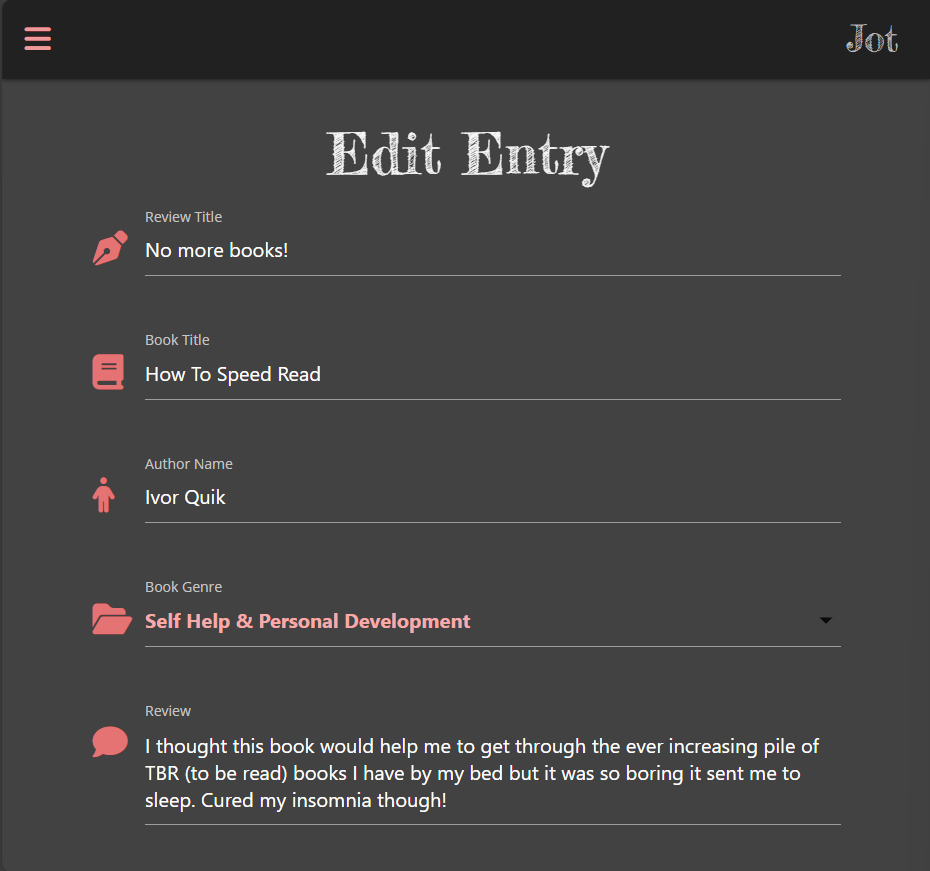 Jot
Edit Entry
Review Title
No more books!
Book Title
How To Speed Read
Author Name
Ivor Quik
Book Genre
Self Help & Personal Development
Review
I thought this book would help me to get through the ever increasing pile of
TBR (to be read) books I have by my bed but it was so boring it sent me to
sleep. Cured my insomnia though!